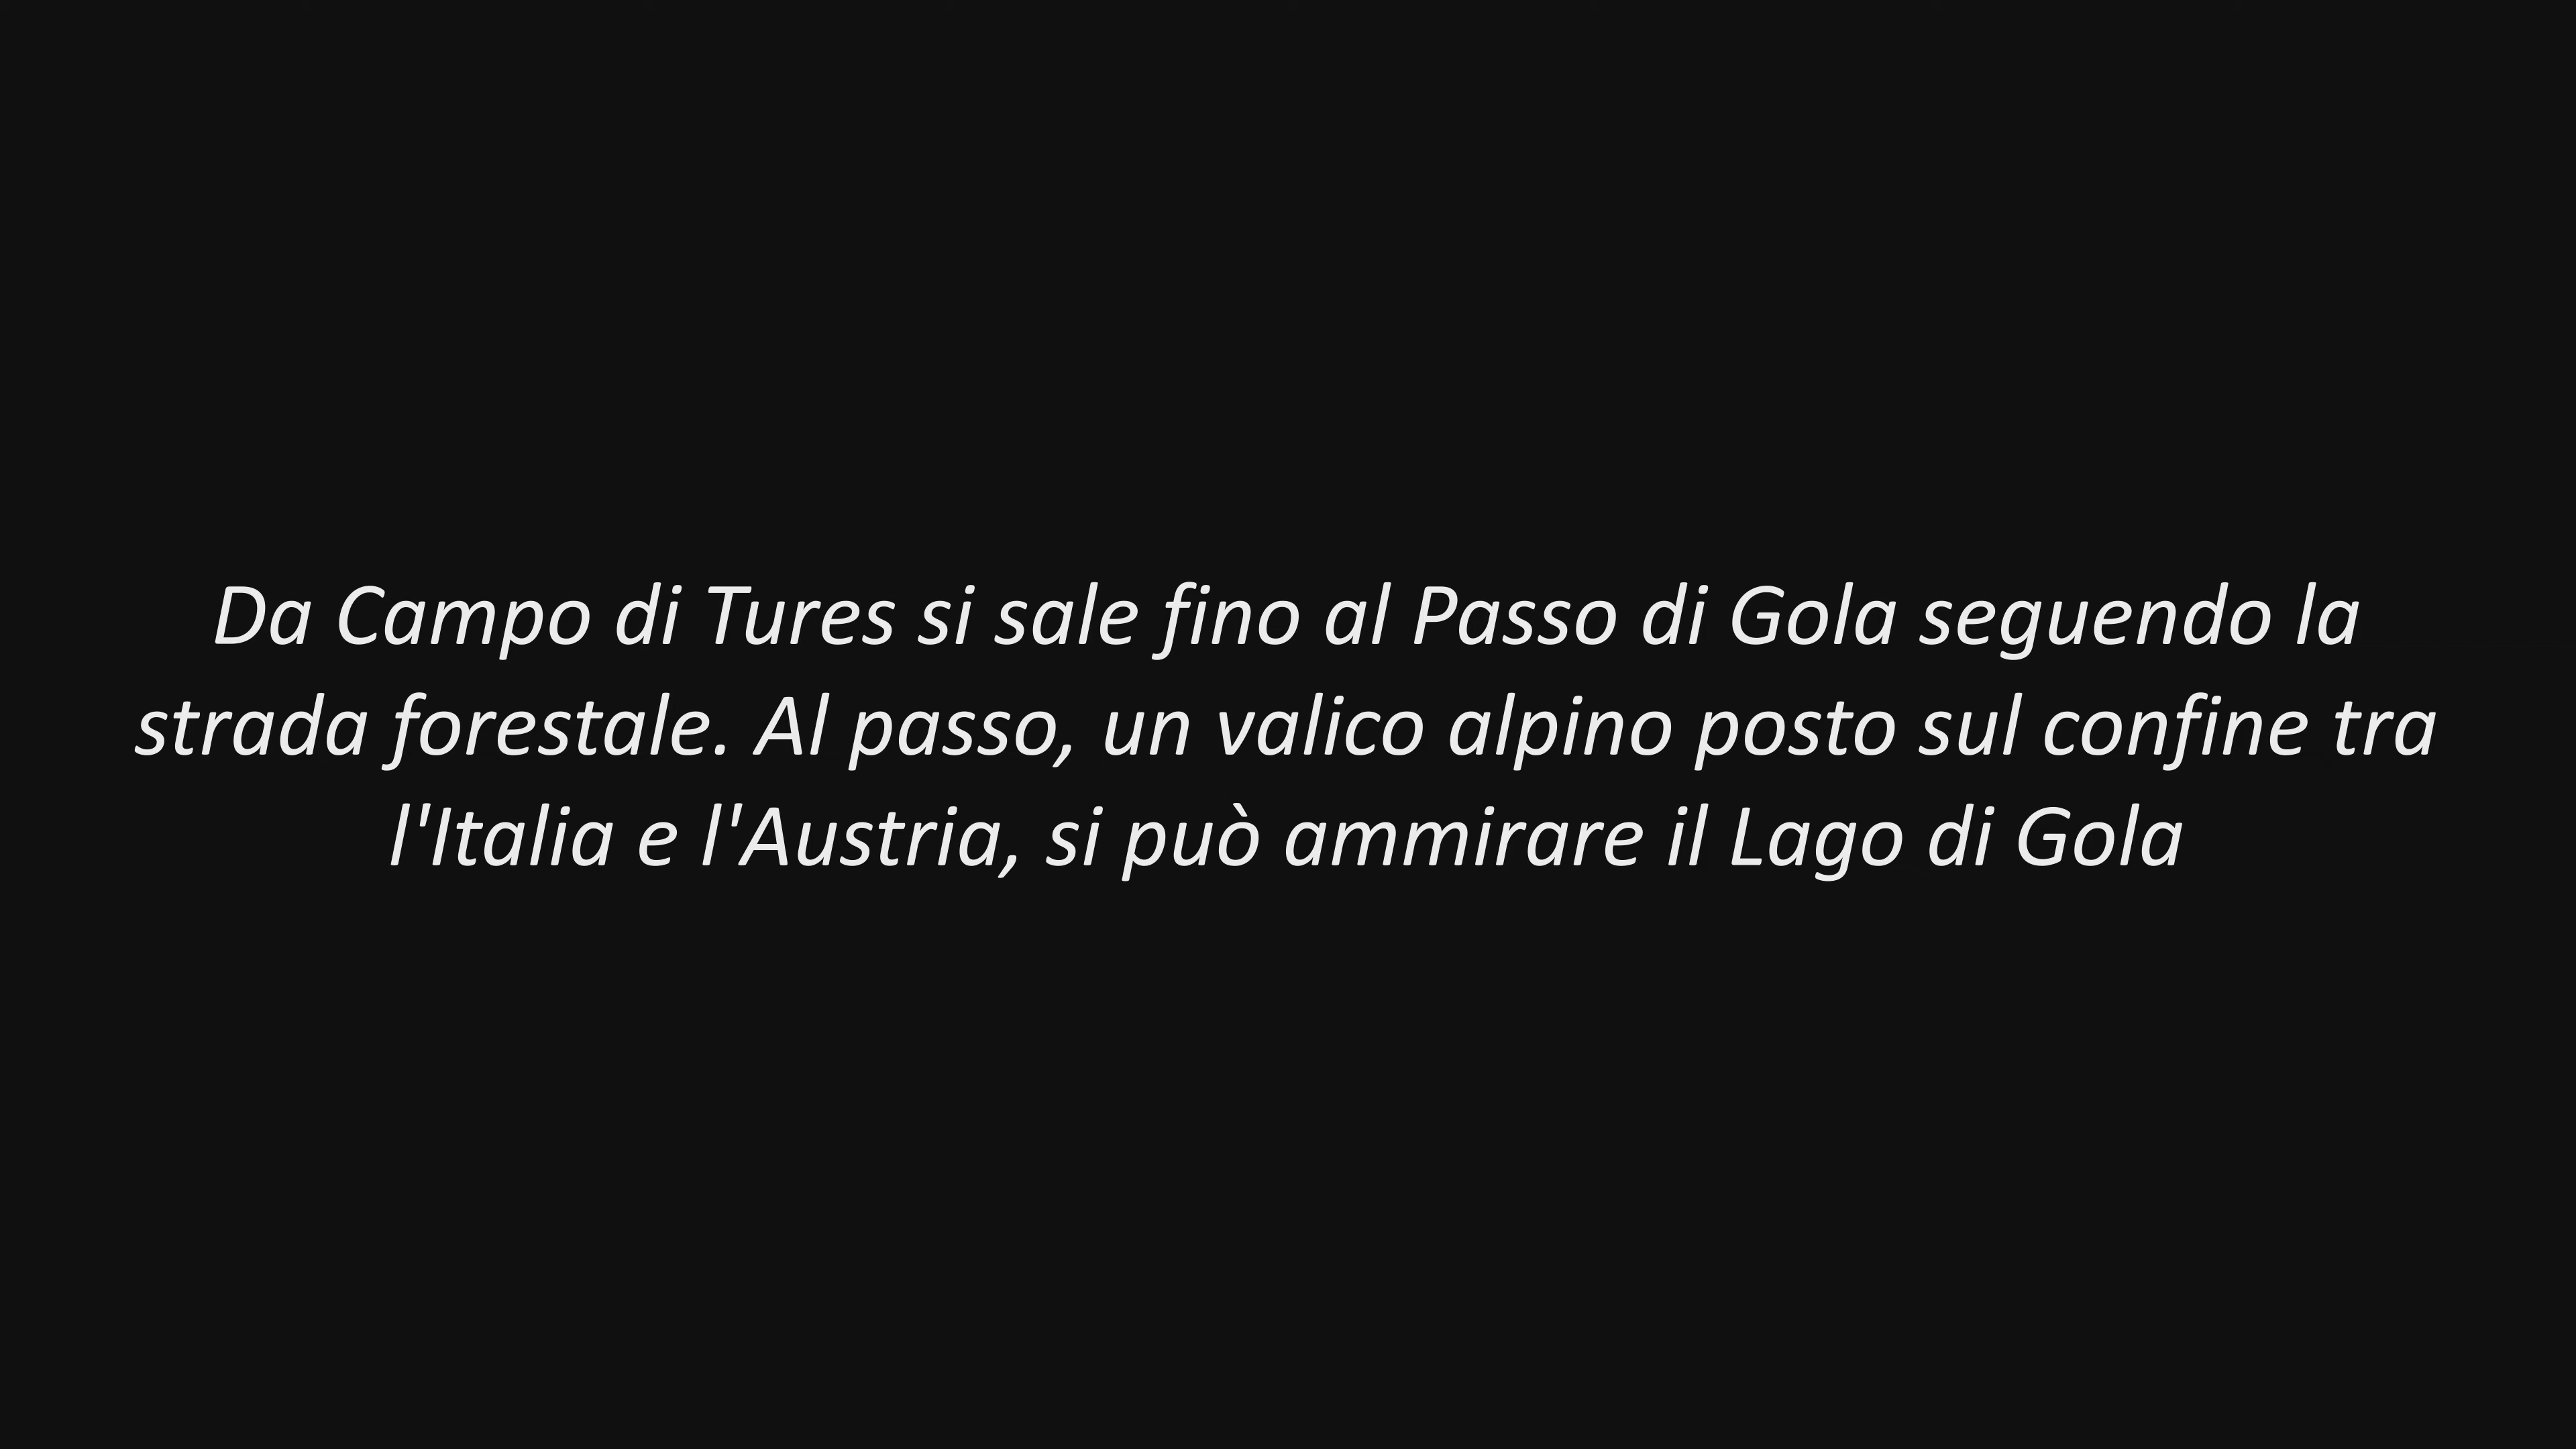 Da Campo di Tures si sale fino al Passo di Gola seguendo la
strada forestale. Al passo, un valico alpino posto sul confine tra
l'Italia e l'Austria, si può ammirare il Lago di Gola